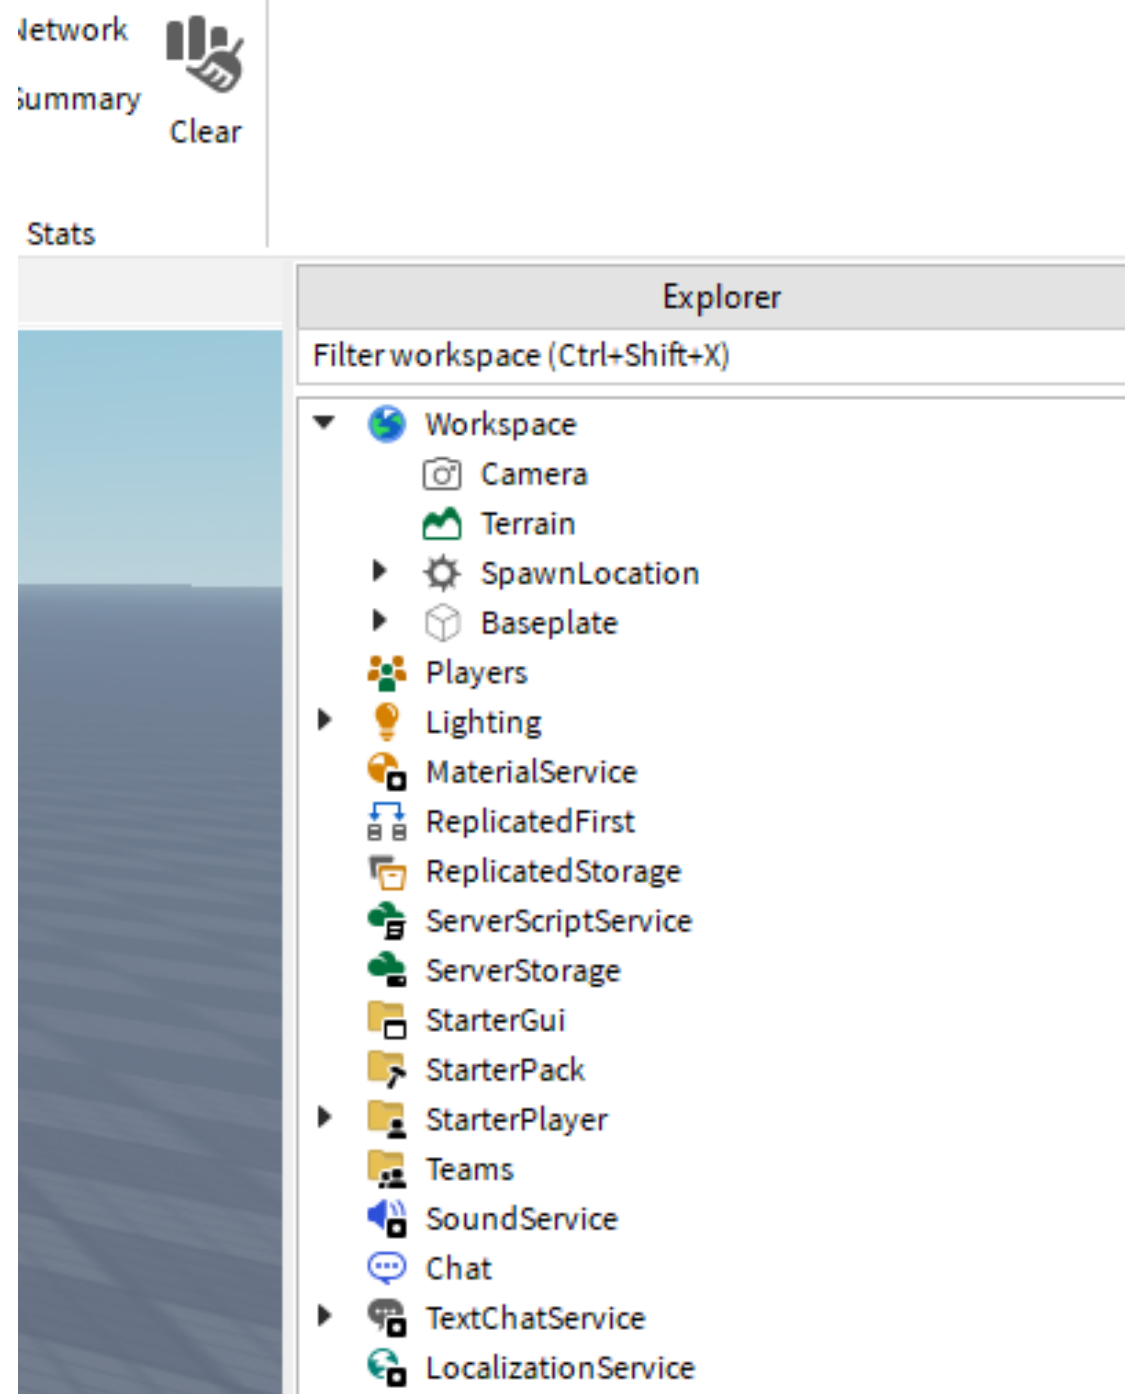 Network
Summary
Clear
Stats
Explorer
Filter workspace (Ctrl+Shift+X)
Workspace
Camera
Terrain
SpawnLocation
Baseplate
Players
Lighting
MaterialService
ReplicatedFirst
ReplicatedStorage
ServerScriptService
ServerStorage
StarterGui
StarterPack
StarterPlayer
Teams
SoundService
Chat
TextChatService
LocalizationService